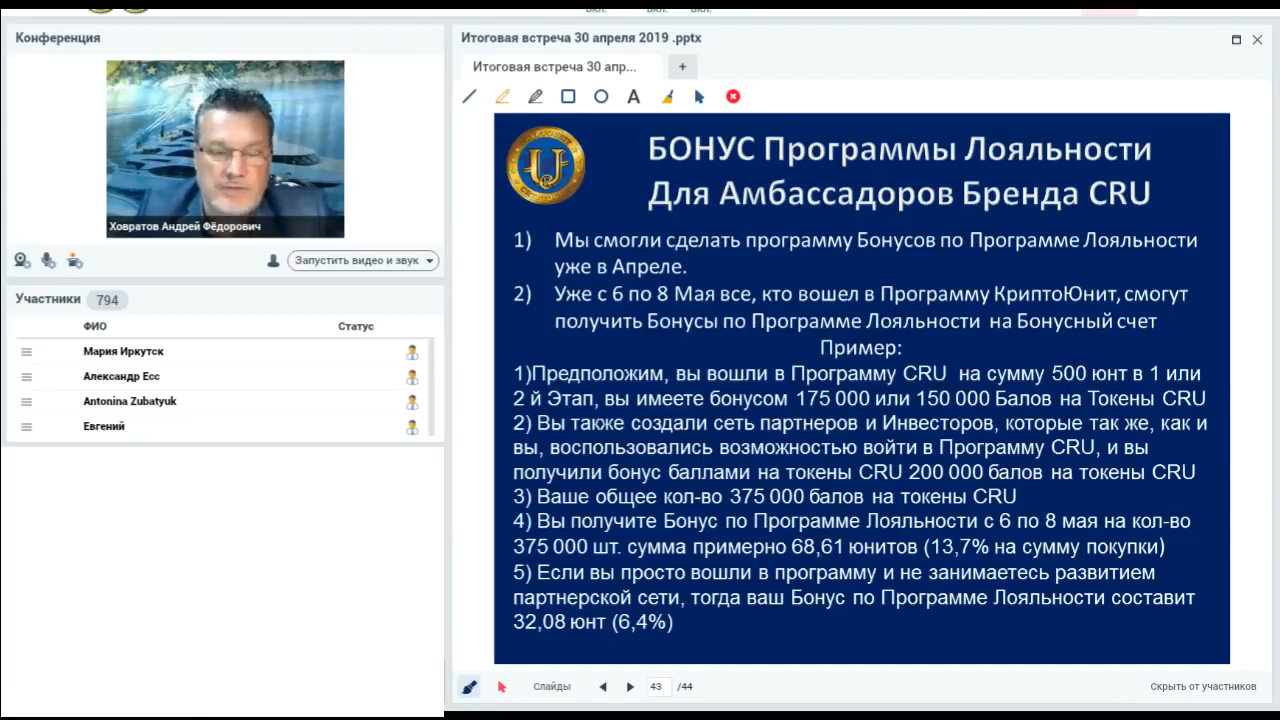 вкл.
вкл.
вкл.
Конференция
Ховратов Андрей Фёдорович
Запустить видео и звук
Участники 794
ФИО Статус
Мария Иркутск
Александр Есс
Antonina Zubatyuk
Евгений
Итоговая встреча 30 апреля 2019 .pptx
Итоговая встреча 30 апр... +
A
БОНУС Программы Лояльности
Для Амбассадоров Бренда CRU
1) Мы смогли сделать программу Бонусов по Программе Лояльности
уже в Апреле.
2) Уже с 6 по 8 Мая все, кто вошел в Программу КриптоЮнит, смогут
получить Бонусы по Программе Лояльности на Бонусный счет
Пример:
1)Предположим, вы вошли в Программу CRU на сумму 500 юнт в 1 или
2 й Этап, вы имеете бонусом 175 000 или 150 000 Балов на Токены CRU
2) Вы также создали сеть партнеров и Инвесторов, которые так же, как и
вы, воспользовались возможностью войти в Программу CRU, и вы
получили бонус баллами на токены CRU 200 000 балов на токены CRU
3) Ваше общее кол-во 375 000 балов на токены CRU
4) Вы получите Бонус по Программе Лояльности с 6 по 8 мая на кол-во
375 000 шт. сумма примерно 68,61 юнитов (13,7% на сумму покупки)
5) Если вы просто вошли в программу и не занимаетесь развитием
партнерской сети, тогда ваш Бонус по Программе Лояльности составит
32,08 юнт (6,4%)
Слайды 43 /44 Скрыть от участников